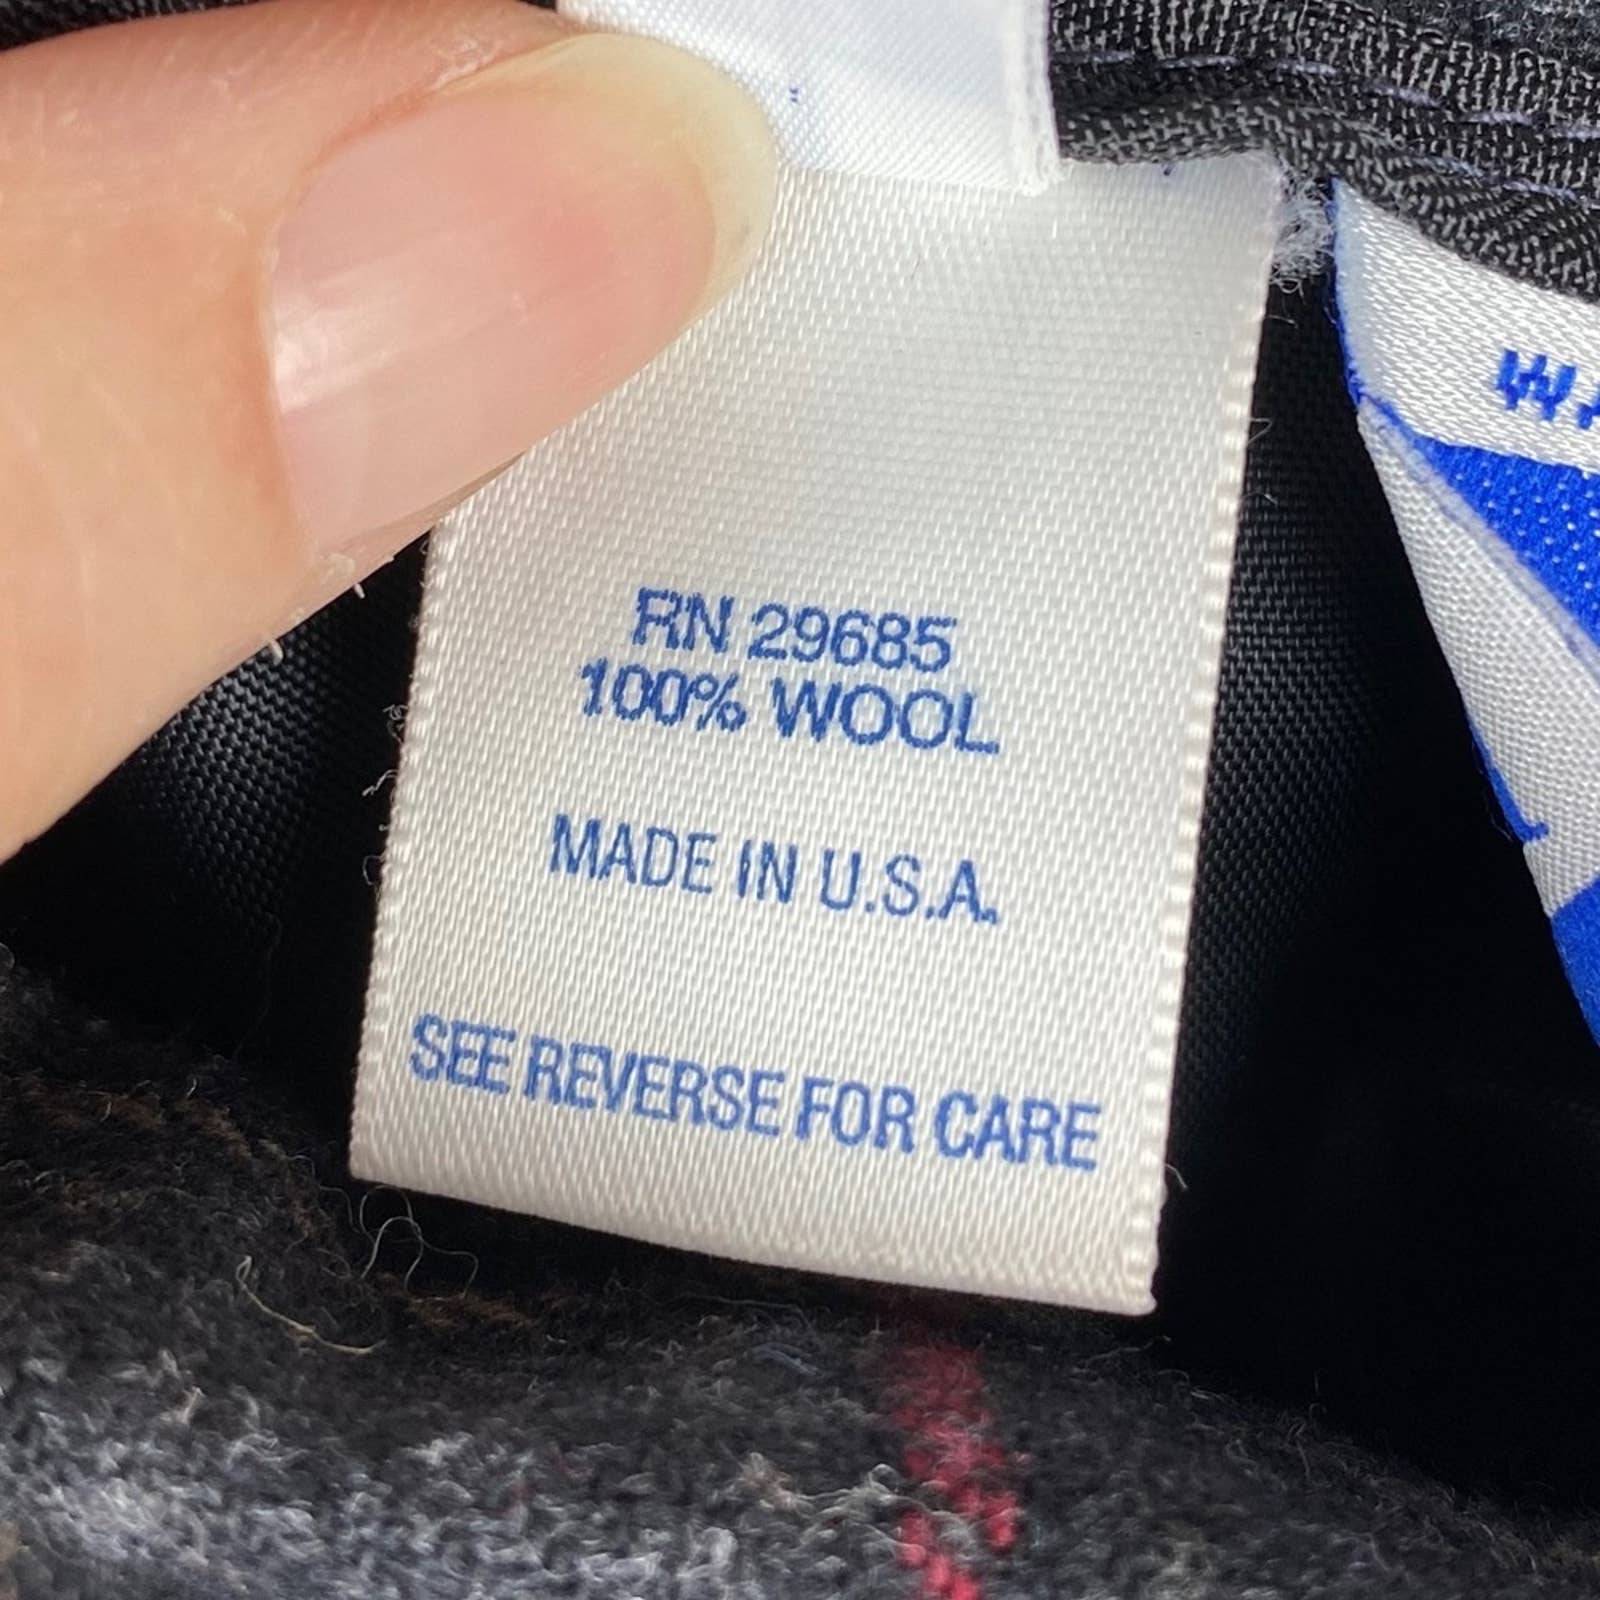 RN 29685
100% WOOL
MADE IN U.S.A.
SEE REVERSE FOR CARE